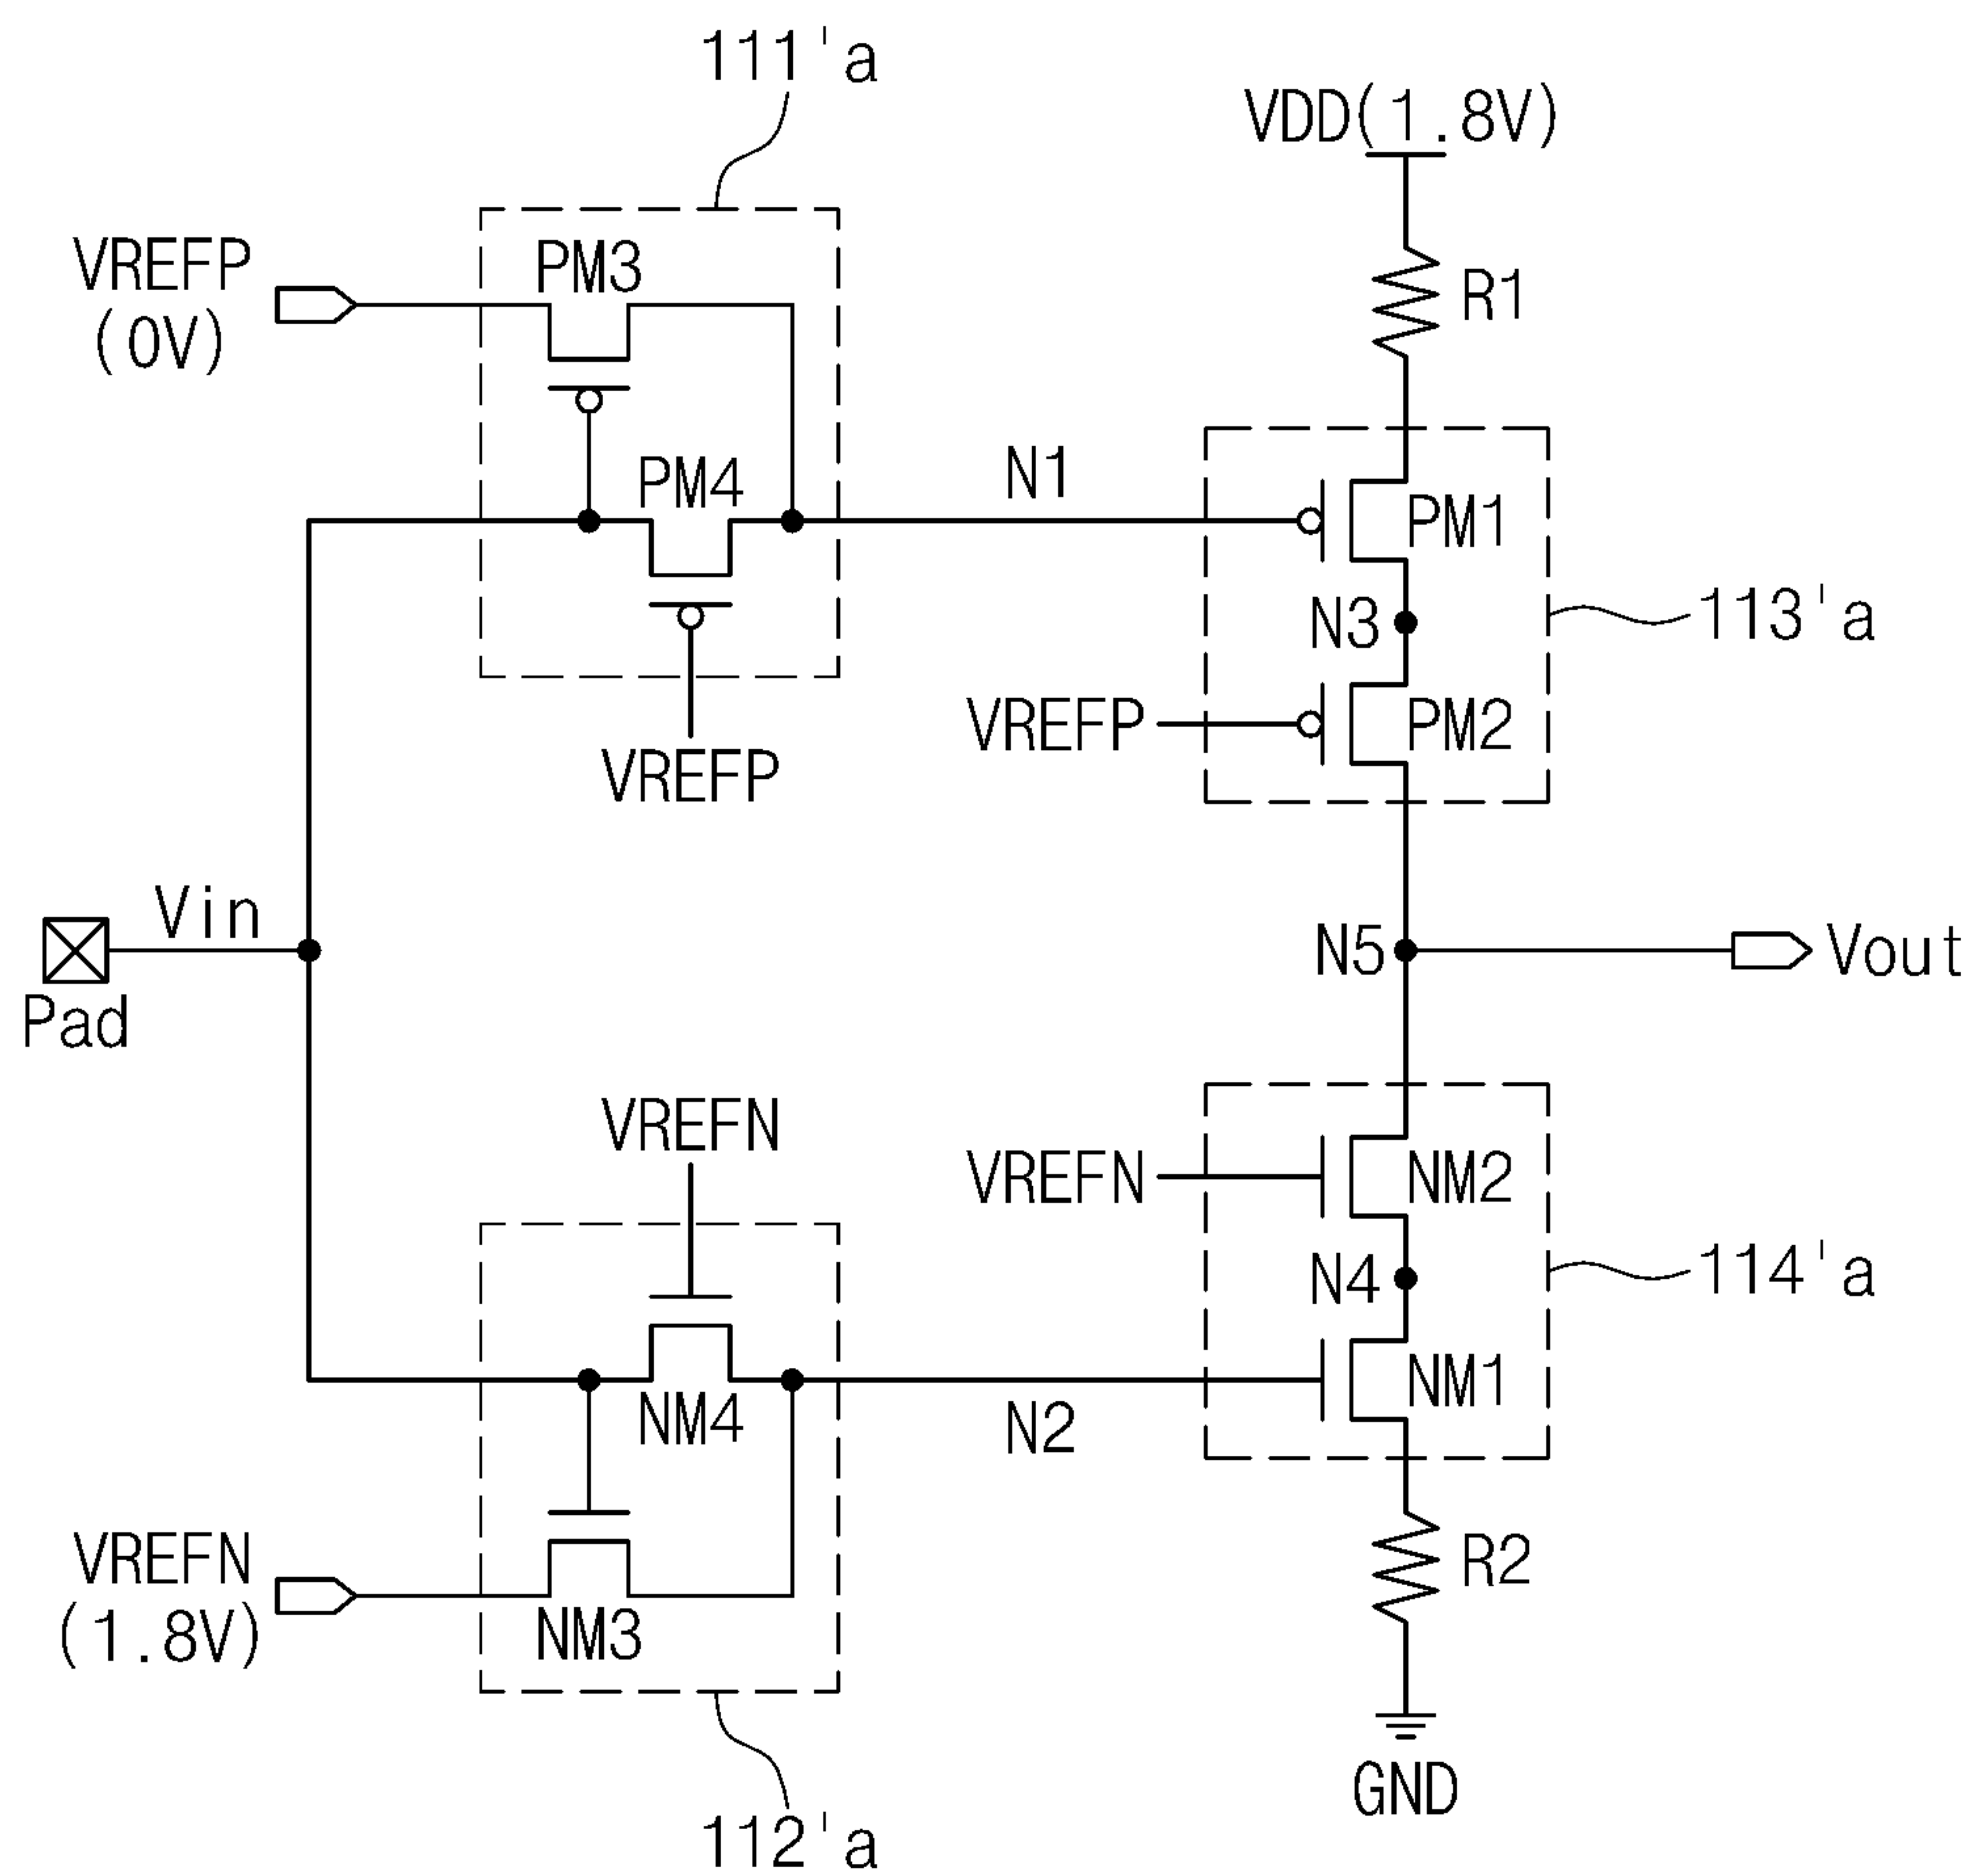 111'a
VDD(1.8V)
VREFP
(0V)
PM3
R1
PM4
N1
PM1
N3
113'a
VREFP
PM2
VREFP
Vin
Pad
N5
Vout
VREFN
VREFN
NM2
N4
114'a
NM4
N2
NM1
VREFN
(1.8V)
NM3
R2
GND
112'a